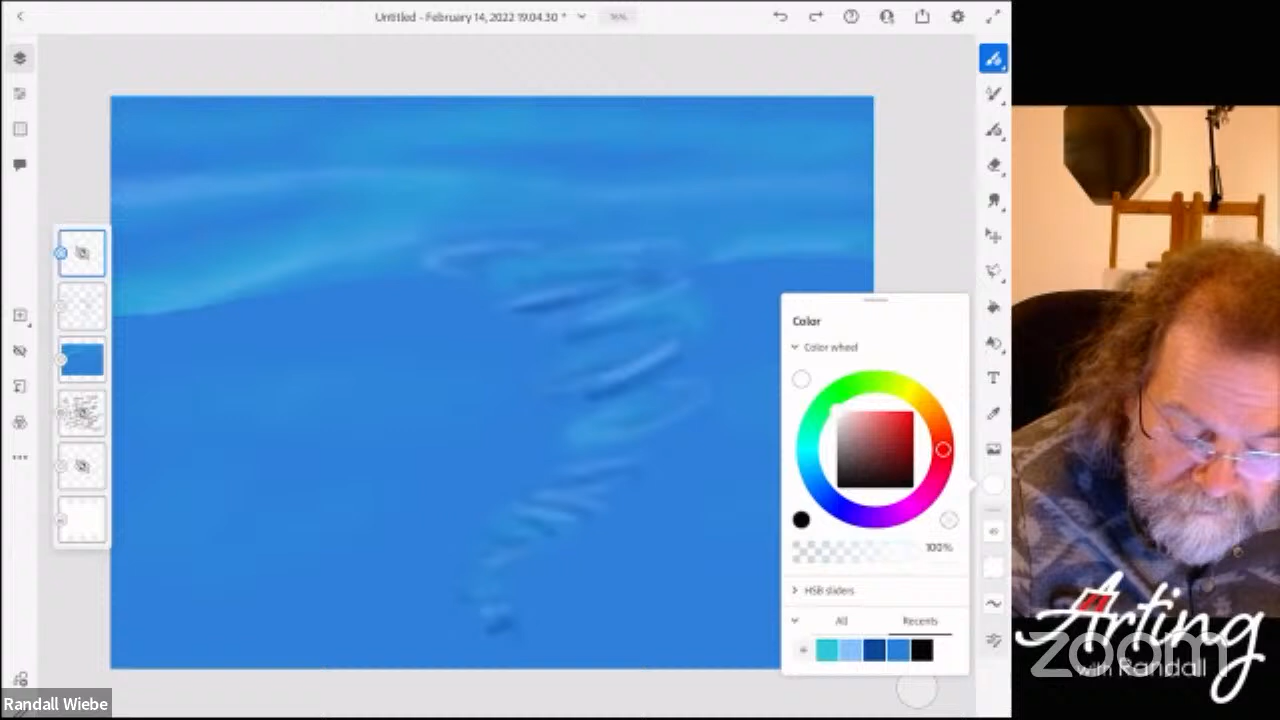 Untitled - February 14, 2022 19.04.30 *
16%
Color
Color wheel
100%
HSB sliders
All
Recents
T
Arting
zoom
with Randall
Randall Wiebe